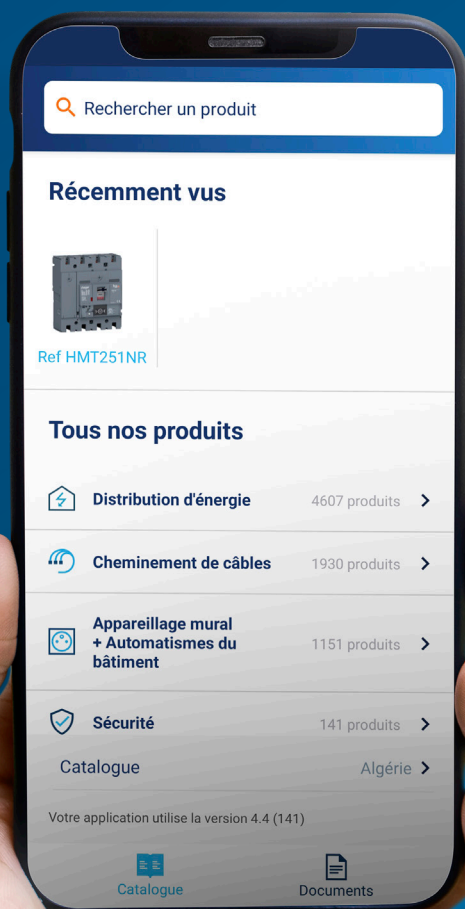 Rechercher un produit
Récemment vus
Ref HMT251NR
Tous nos produits
Distribution d'énergie 4607 produits
Cheminement de câbles 1930 produits
Appareillage mural
+ Automatismes du
bâtiment
1151 produits
Sécurité 141 produits
Catalogue Algérie
Votre application utilise la version 4.4 (141)
Catalogue Documents